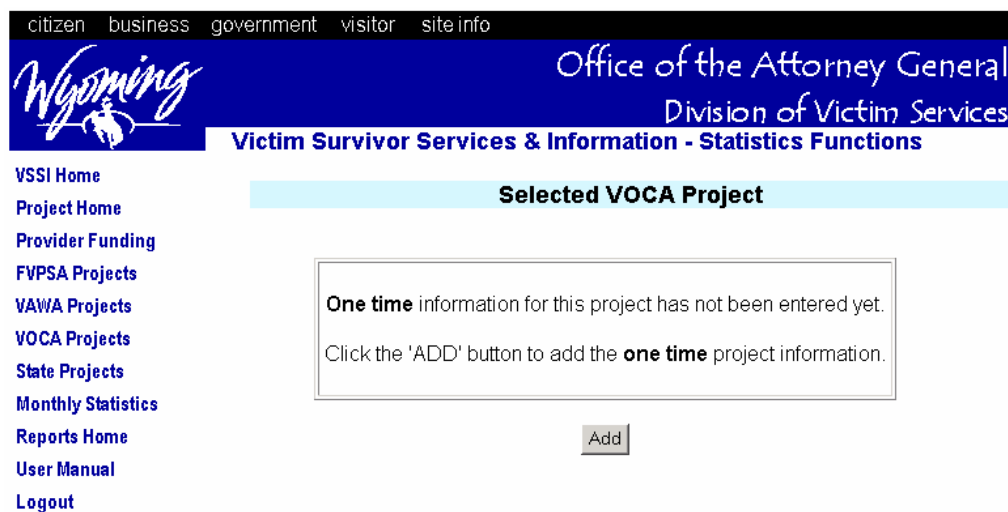 citizen business government visitor site info
Wyoming
Office of the Attorney General
Division of Victim Services
Victim Survivor Services & Information - Statistics Functions
VSSI Home
Project Home
Provider Funding
FVPSA Projects
VAWA Projects
VOCA Projects
State Projects
Monthly Statistics
Reports Home
User Manual
Logout
Selected VOCA Project
One time information for this project has not been entered yet.
Click the 'ADD' button to add the one time project information.
Add